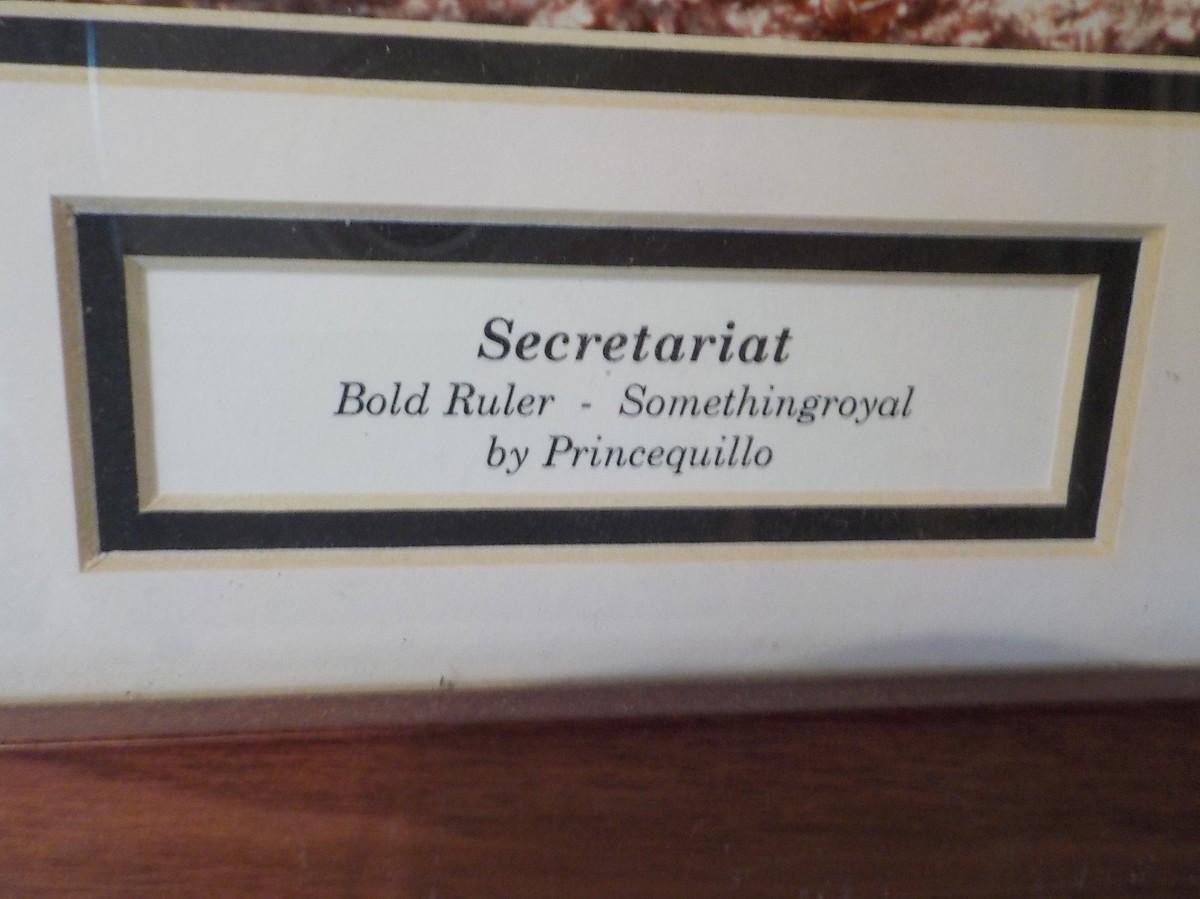 Secretariat
Bold Ruler - Somethingroyal
by Princequillo